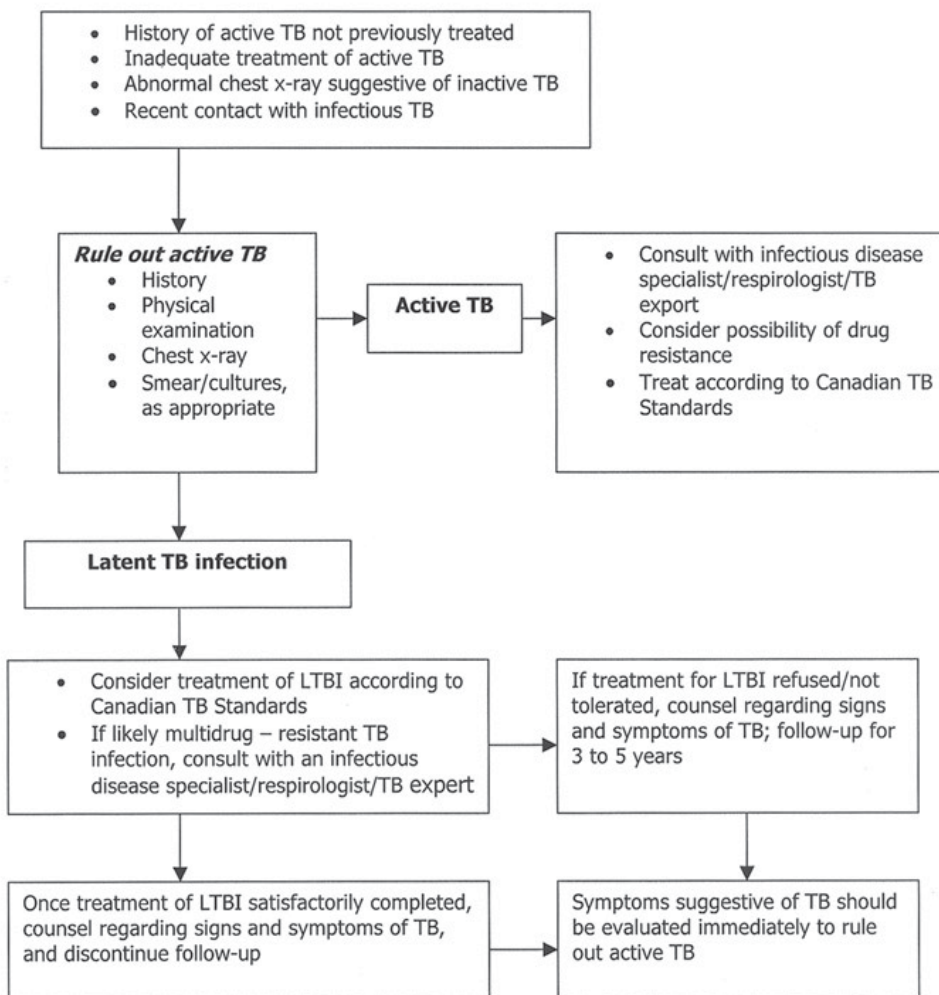 • History of active TB not previously treated
• Inadequate treatment of active TB
• Abnormal chest x-ray suggestive of inactive TB
• Recent contact with infectious TB
Rule out active TB
• History
• Physical
examination
• Chest x-ray
• Smear/cultures,
as appropriate
Active TB
• Consult with infectious disease
specialist/respirologist/TB
export
• Consider possibility of drug
resistance
• Treat according to Canadian TB
Standards
Latent TB infection
• Consider treatment of LTBI according to
Canadian TB Standards
• If likely multidrug – resistant TB
infection, consult with an infectious
disease specialist/respirologist/TB expert
If treatment for LTBI refused/not
tolerated, counsel regarding signs
and symptoms of TB; follow-up for
3 to 5 years
Once treatment of LTBI satisfactorily completed,
counsel regarding signs and symptoms of TB,
and discontinue follow-up
Symptoms suggestive of TB should
be evaluated immediately to rule
out active TB